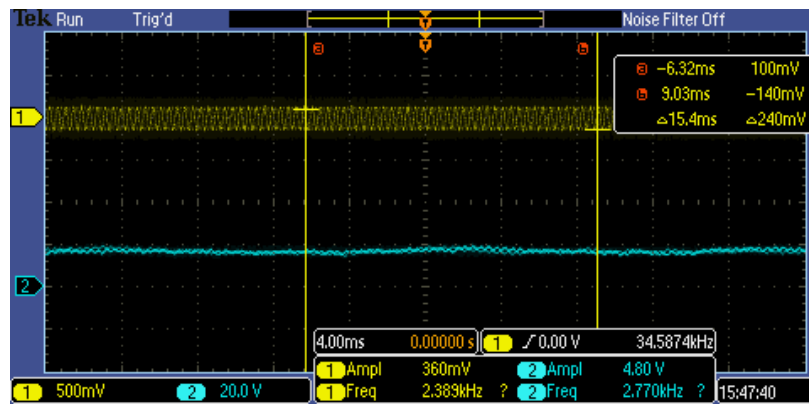 Tek Run Trig'd Noise Filter Off
T
T
a b
a -6.32ms 100mV
b 9.03ms -140mV
△15.4ms △240mV
1
2
4.00ms 0.00000 s 1 / 0.00 V 34.5874kHz
1 Ampl 360mV 2 Ampl 4.80 V
1 Freq 2.389kHz ? 2 Freq 2.770kHz ?
1 500mV 2 20.0 V 15:47:40